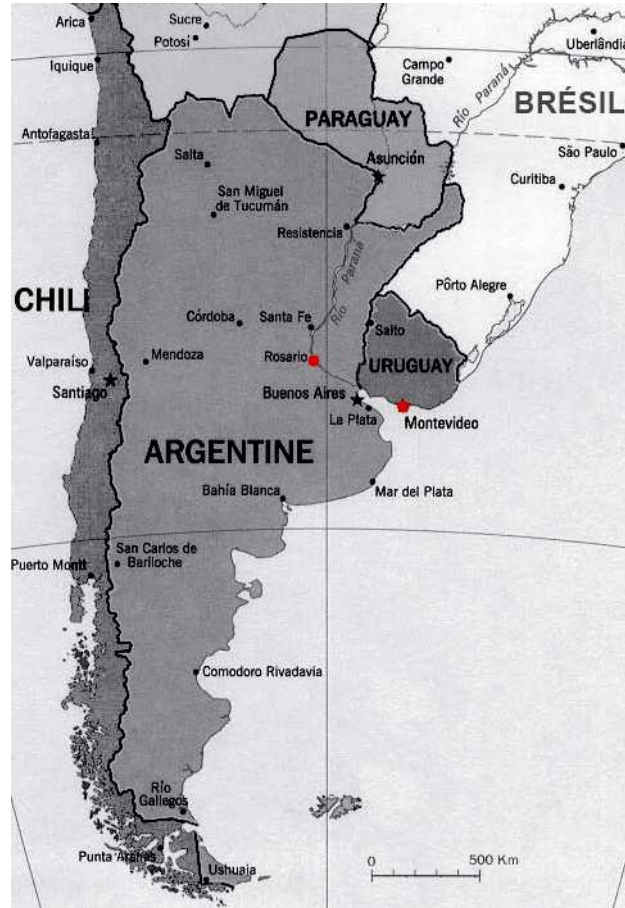 Arica
Sucre
Potosí
Uberlândia
Iquique
Campo
Grande
Río Paraná
BRÉSIL
PARAGUAY
Antofagasta
São Paulo
Salta
Asunción
Curitiba
San Miguel
de Tucumán
Resistencia
Río Paraná
CHILI
Pôrto Alegre
Córdoba
Santa Fe
Salto
Valparaíso
Mendoza
Rosario
URUGUAY
Santiago
Buenos Aires
La Plata
Montevideo
ARGENTINE
Bahía Blanca
Mar del Plata
San Carlos de
Bariloche
Puerto Montt
Comodoro Rivadavia
Río
Gallegos
Punta Arenas
Ushuaia
0 500 Km